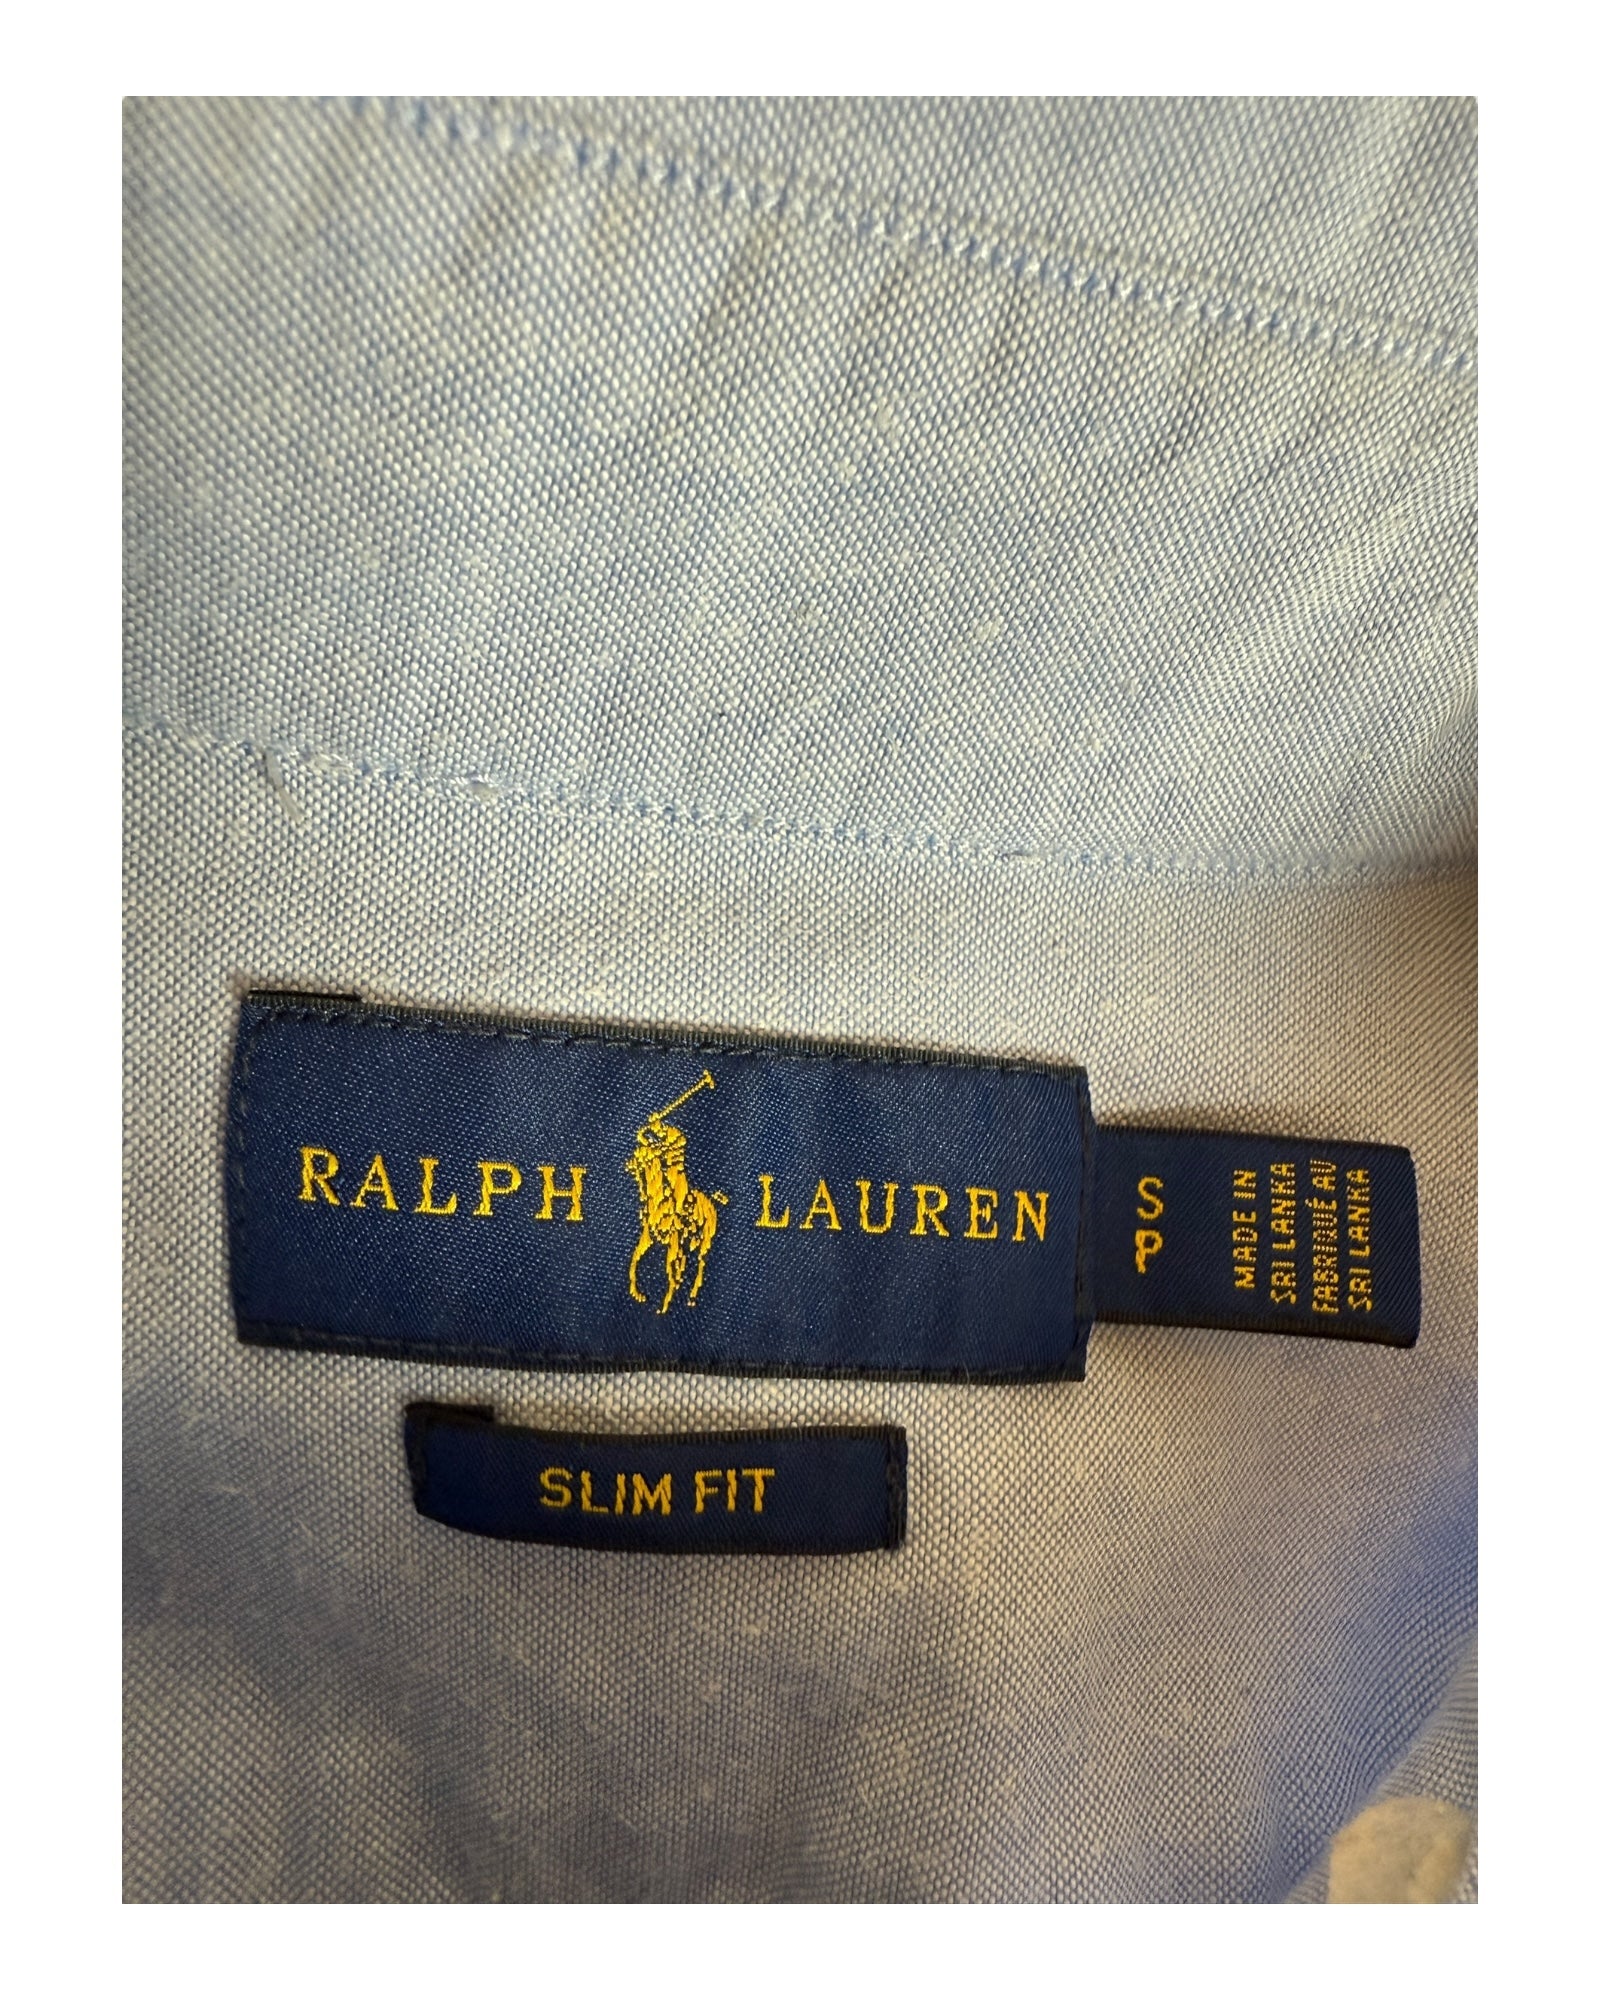 RALPH LAUREN
S
P
MADE IN
SRI LANKA
FABRIQUÉ AU
SRI LANKA
SLIM FIT